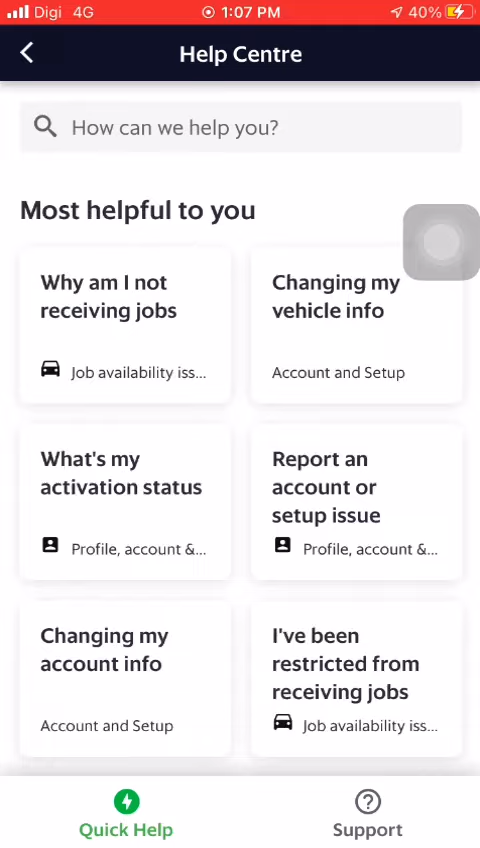 Digi 4G 1:07 PM 40%
Help Centre
How can we help you?
Most helpful to you
Why am I not
receiving jobs
Job availability iss...
Changing my
vehicle info
Account and Setup
What's my
activation status
Profile, account &...
Report an
account or
setup issue
Profile, account &...
Changing my
account info
Account and Setup
I've been
restricted from
receiving jobs
Job availability iss...
Quick Help
Support